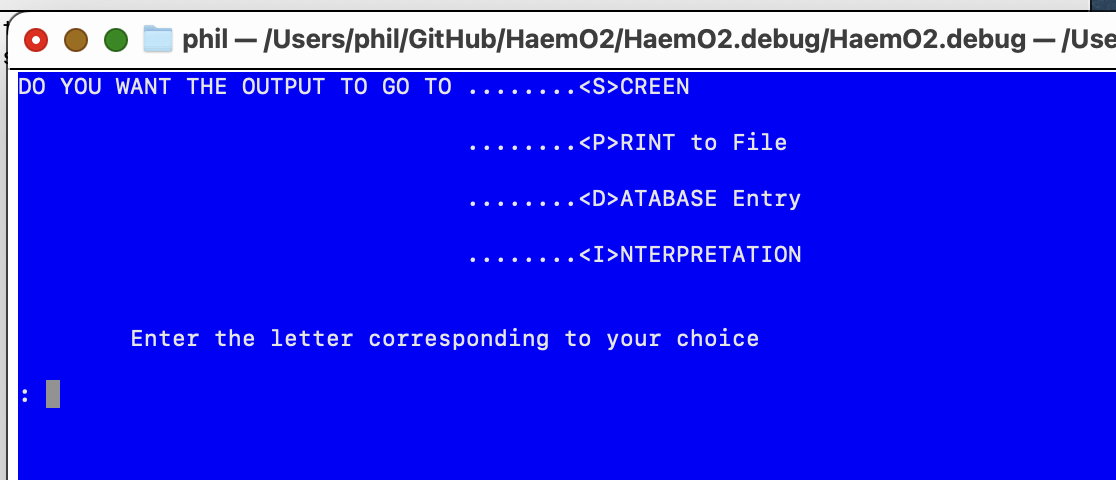 phil — /Users/phil/GitHub/HaemO2/HaemO2.debug/HaemO2.debug — /Use
DO YOU WANT THE OUTPUT TO GO TO ........<S>CREEN
........<P>RINT to File
........<D>ATABASE Entry
........<I>NTERPRETATION
Enter the letter corresponding to your choice
: